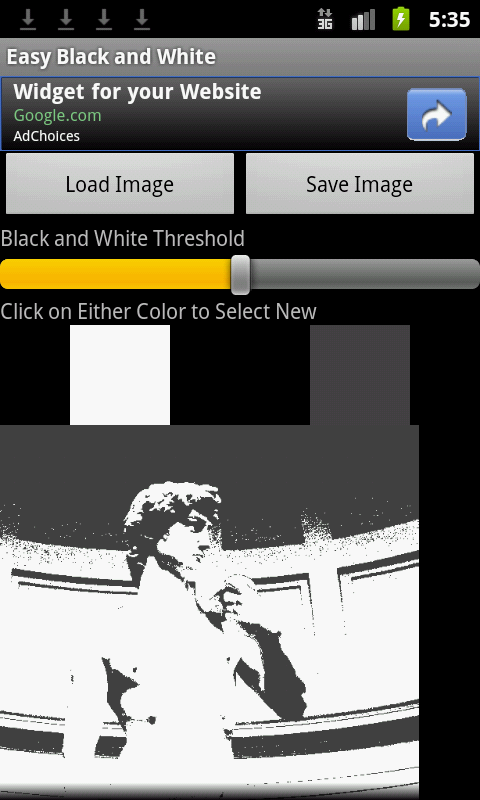 3G 5:35
Easy Black and White
Widget for your Website
Google.com
AdChoices
Load Image Save Image
Black and White Threshold
Click on Either Color to Select New